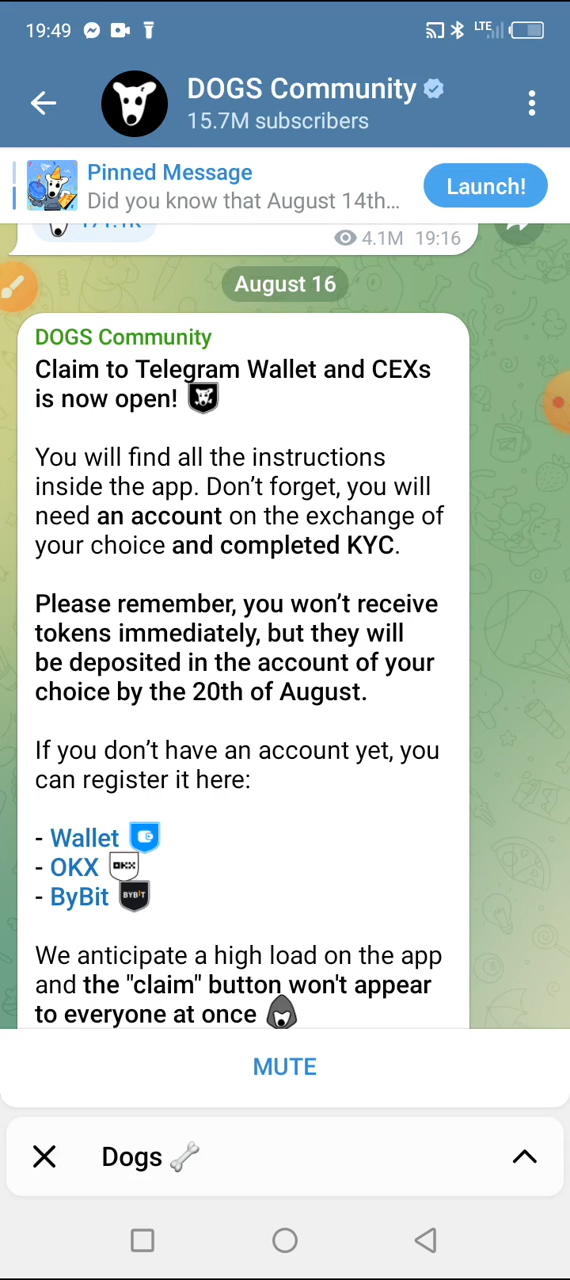 19:49
LTE
DOGS Community
15.7M subscribers
Pinned Message
Did you know that August 14th...
Launch!
4.1M 19:16
August 16
DOGS Community
Claim to Telegram Wallet and CEXs
is now open!
You will find all the instructions
inside the app. Don't forget, you will
need an account on the exchange of
your choice and completed KYC.
Please remember, you won't receive
tokens immediately, but they will
be deposited in the account of your
choice by the 20th of August.
If you don't have an account yet, you
can register it here:
- Wallet
- OKX OKX
- ByBit BYBIT
We anticipate a high load on the app
and the "claim" button won't appear
to everyone at once
MUTE
Dogs